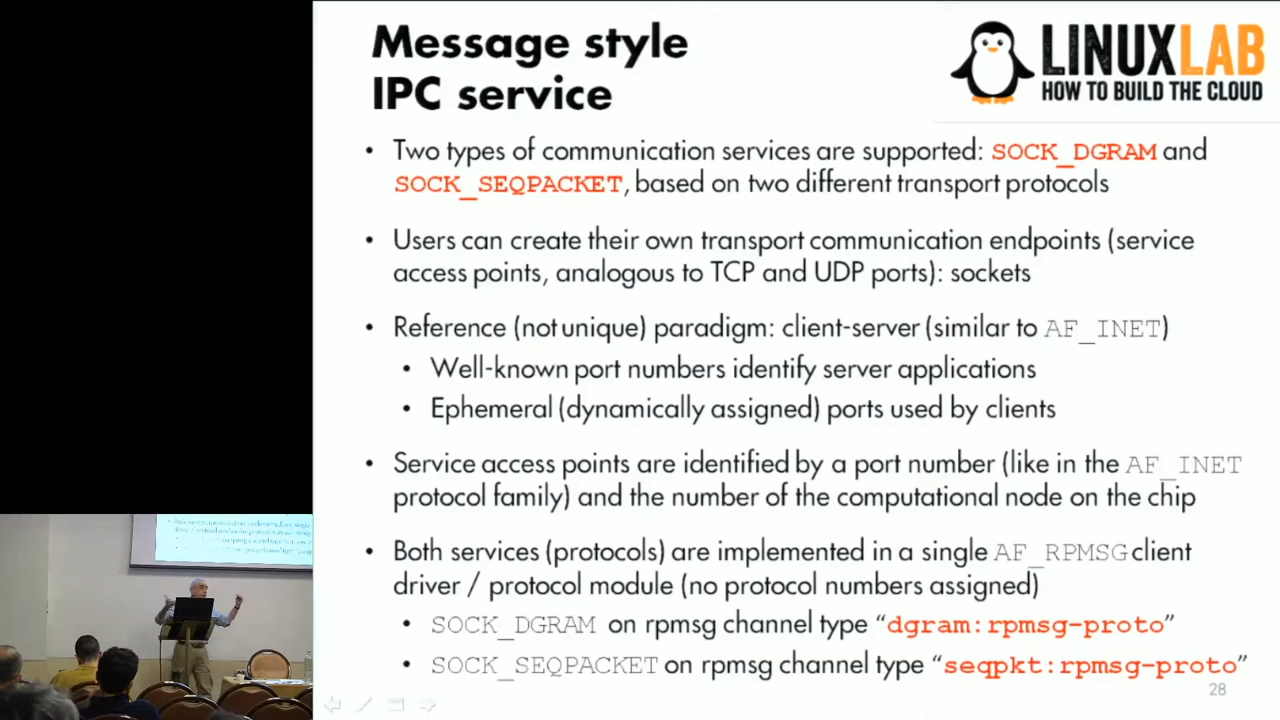 Message style
IPC service
LINUXLAB
HOW TO BUILD THE CLOUD
• Two types of communication services are supported: SOCK_DGRAM and
SOCK_SEQPACKET, based on two different transport protocols
• Users can create their own transport communication endpoints (service
access points, analogous to TCP and UDP ports): sockets
• Reference (not unique) paradigm: client-server (similar to AF_INET)
• Well-known port numbers identify server applications
• Ephemeral (dynamically assigned) ports used by clients
• Service access points are identified by a port number (like in the AF_INET
protocol family) and the number of the computational node on the chip
• Both services (protocols) are implemented in a single AF_RPMSG client
driver / protocol module (no protocol numbers assigned)
• SOCK_DGRAM on rpmsg channel type “dgram:rpmsg-proto”
• SOCK_SEQPACKET on rpmsg channel type “seqpkt:rpmsg-proto”
28